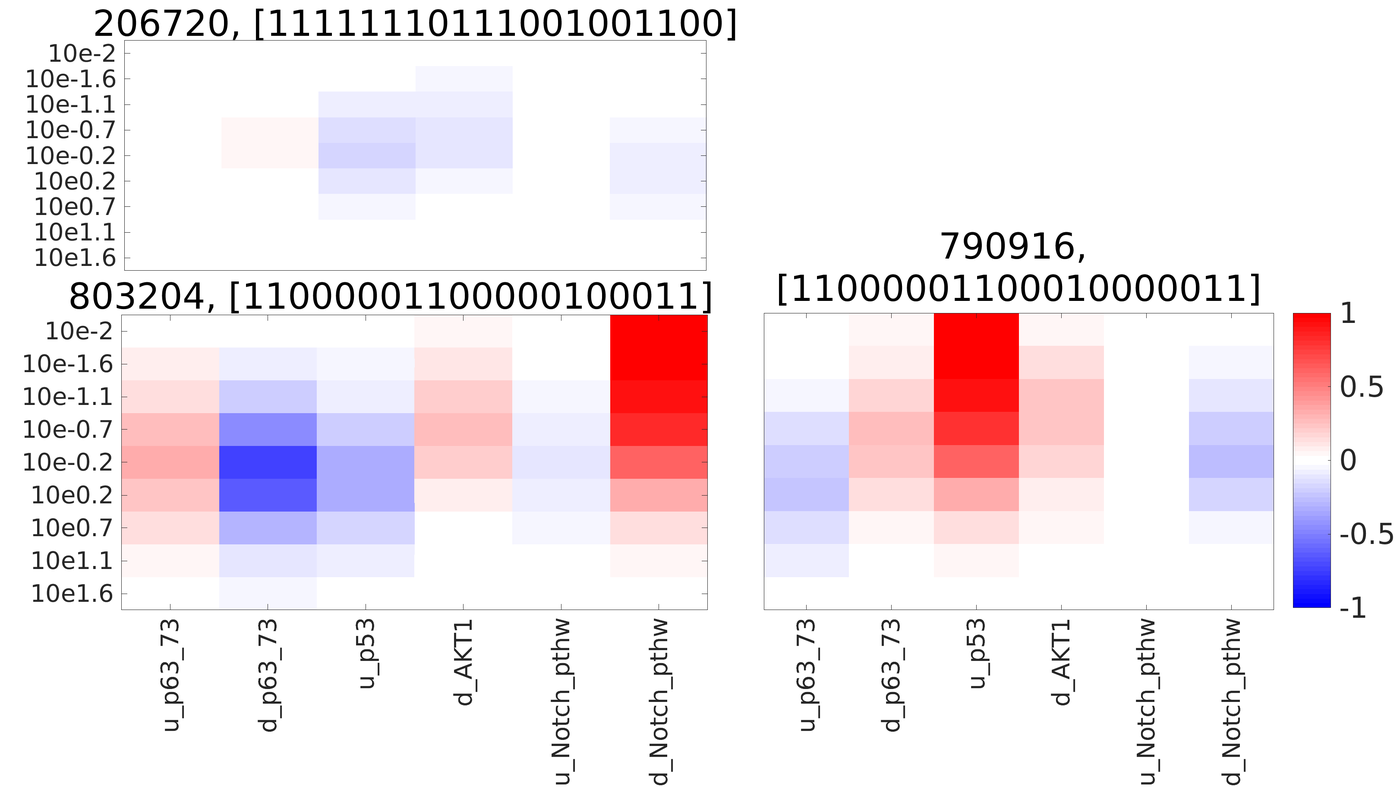 206720, [11111110111001001100]
10e-2
10e-1.6
10e-1.1
10e-0.7
10e-0.2
10e0.2
10e0.7
10e1.1
10e1.6
803204, [11000001100000100011]
10e-2
10e-1.6
10e-1.1
10e-0.7
10e-0.2
10e0.2
10e0.7
10e1.1
10e1.6
u_p63_73
d_p63_73
u_p53
d_AKT1
u_Notch_pthw
d_Notch_pthw
790916,
[11000001100010000011]
u_p63_73
d_p63_73
u_p53
d_AKT1
u_Notch_pthw
d_Notch_pthw
1
0.5
0
-0.5
-1